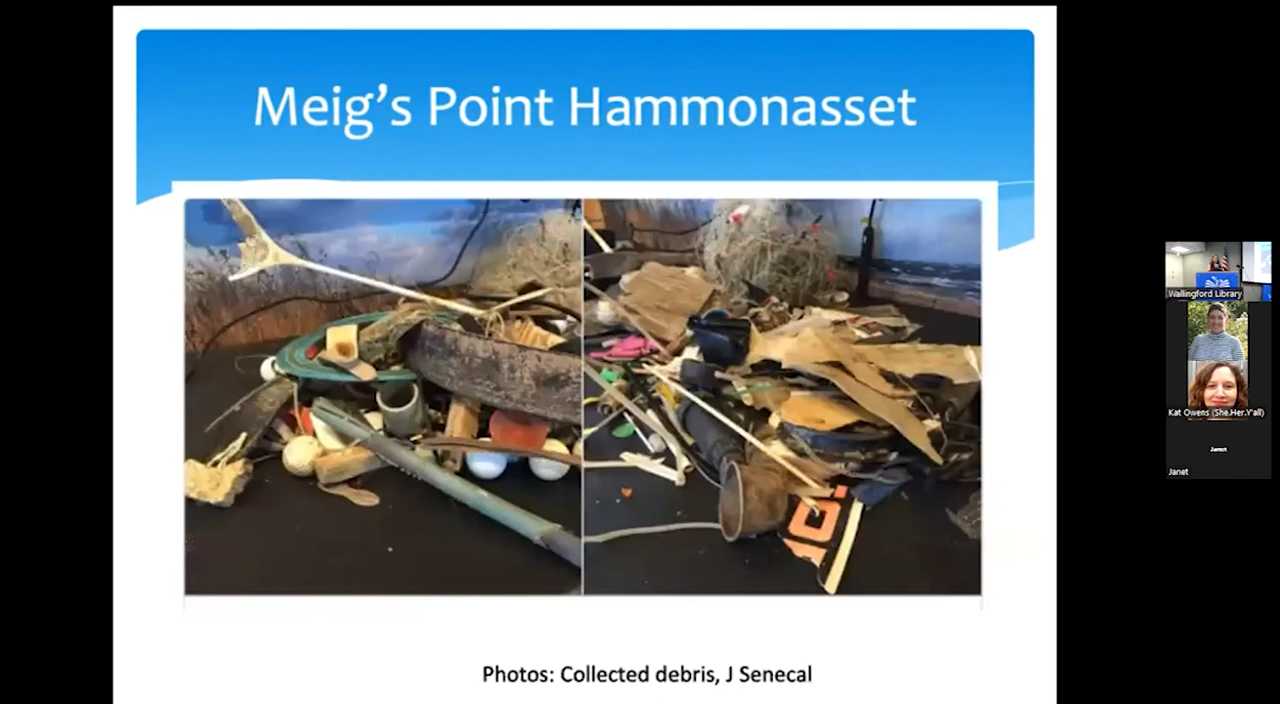 Meig's Point Hammonasset
Photos: Collected debris, J Senecal
Wallingford Library
Kat Owens (She.Her.Y'all)
Janet
Janet